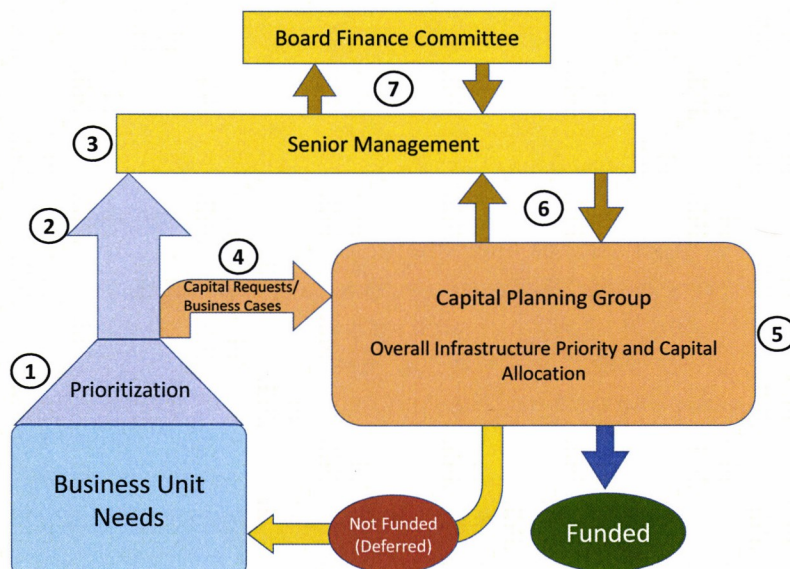 Board Finance Committee
7
3
Senior Management
2
6
4
Capital Requests/
Business Cases
Capital Planning Group
5
Overall Infrastructure Priority and Capital
Allocation
1
Prioritization
Business Unit
Needs
Not Funded
(Deferred)
Funded